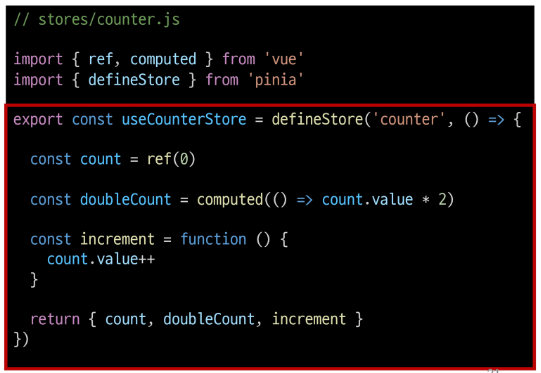 // stores/counter.js
import { ref, computed } from 'vue'
import { defineStore } from 'pinia'
export const useCounterStore = defineStore('counter', () => {
const count = ref(0)
const doubleCount = computed(() => count.value * 2)
const increment = function () {
count.value++
}
return { count, doubleCount, increment }
})